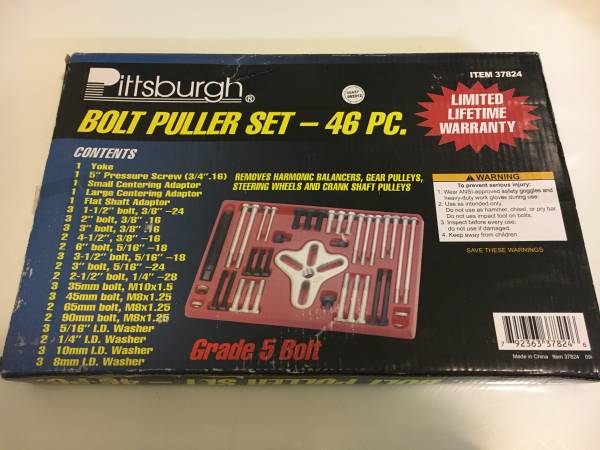 Pittsburgh®
ITEM 37824
BOLT PULLER SET – 46 PC.
LIMITED
LIFETIME
WARRANTY
CONTENTS
1 Yoke
1 5" Pressure Screw (3/4".16)
1 Small Centering Adaptor
1 Large Centering Adaptor
1 Flat Shaft Adaptor
3 1-1/2" bolt, 3/8" –24
3 2" bolt, 3/8" –16
3 3" bolt, 3/8" –16
2 4-1/2", 3/8" –16
2 6" bolt, 5/16" –18
3 3-1/2" bolt, 5/16" –18
2 3" bolt, 5/16" –24
2 2-1/2" bolt, 1/4" –28
3 35mm bolt, M10x1.5
3 45mm bolt, M8x1.25
2 65mm bolt, M8x1.25
2 90mm bolt, M8x1.25
3 5/16" I.D. Washer
2 1/4" I.D. Washer
3 10mm I.D. Washer
3 8mm I.D. Washer
REMOVES HARMONIC BALANCERS, GEAR PULLEYS,
STEERING WHEELS AND CRANK SHAFT PULLEYS
WARNING
To prevent serious injury:
1. Wear ANSI-approved safety goggles and
heavy-duty work gloves during use.
2. Use as intended only.
Do not use as hammer, chisel, or pry bar.
Do not use impact tool on bolts.
3. Inspect before every use;
do not use if damaged.
4. Keep away from children.
SAVE THESE WARNINGS
Grade 5 Bolt
7 92363 37824 6
Made in China Item 37824
BOLT PULLER SET – 46 PC.